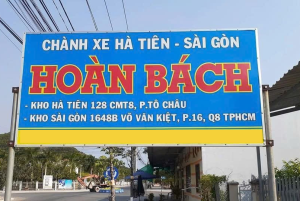 CHÀNH XE HÀ TIÊN - SÀI GÒN
HOÀN BÁCH
- KHO HÀ TIÊN 128 CMT8, P.TÔ CHÂU
- KHO SÀI GÒN 1648B VÕ VĂN KIỆT, P.16, Q8 TPHCM